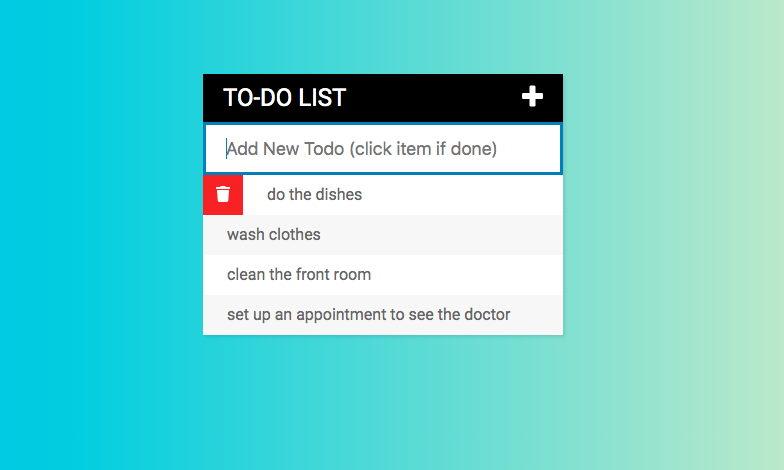 TO-DO LIST
Add New Todo (click item if done)
do the dishes
wash clothes
clean the front room
set up an appointment to see the doctor